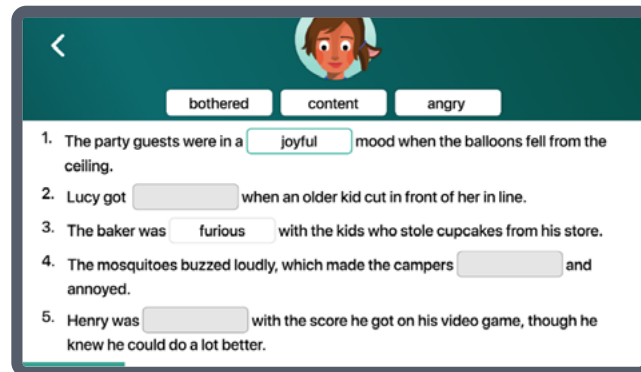 bothered content angry
1. The party guests were in a joyful mood when the balloons fell from the
ceiling.
2. Lucy got when an older kid cut in front of her in line.
3. The baker was furious with the kids who stole cupcakes from his store.
4. The mosquitoes buzzed loudly, which made the campers and
annoyed.
5. Henry was with the score he got on his video game, though he
knew he could do a lot better.